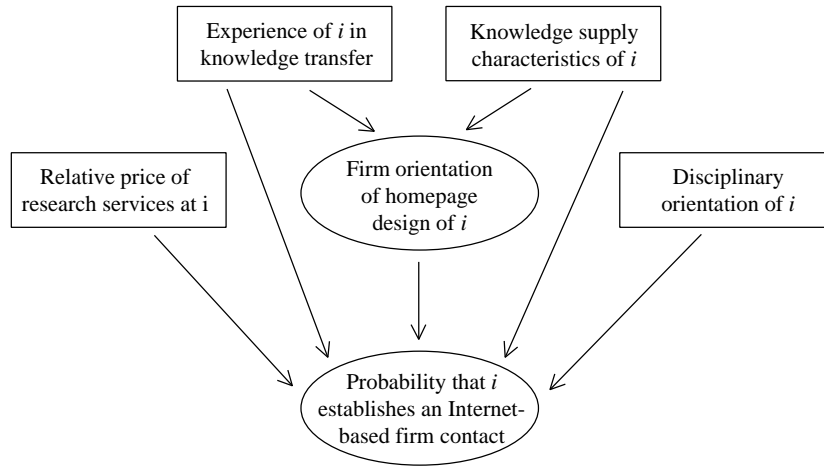 Experience of i in
knowledge transfer
Knowledge supply
characteristics of i
Relative price of
research services at i
Firm orientation
of homepage
design of i
Disciplinary
orientation of i
Probability that i
establishes an Internet-
based firm contact